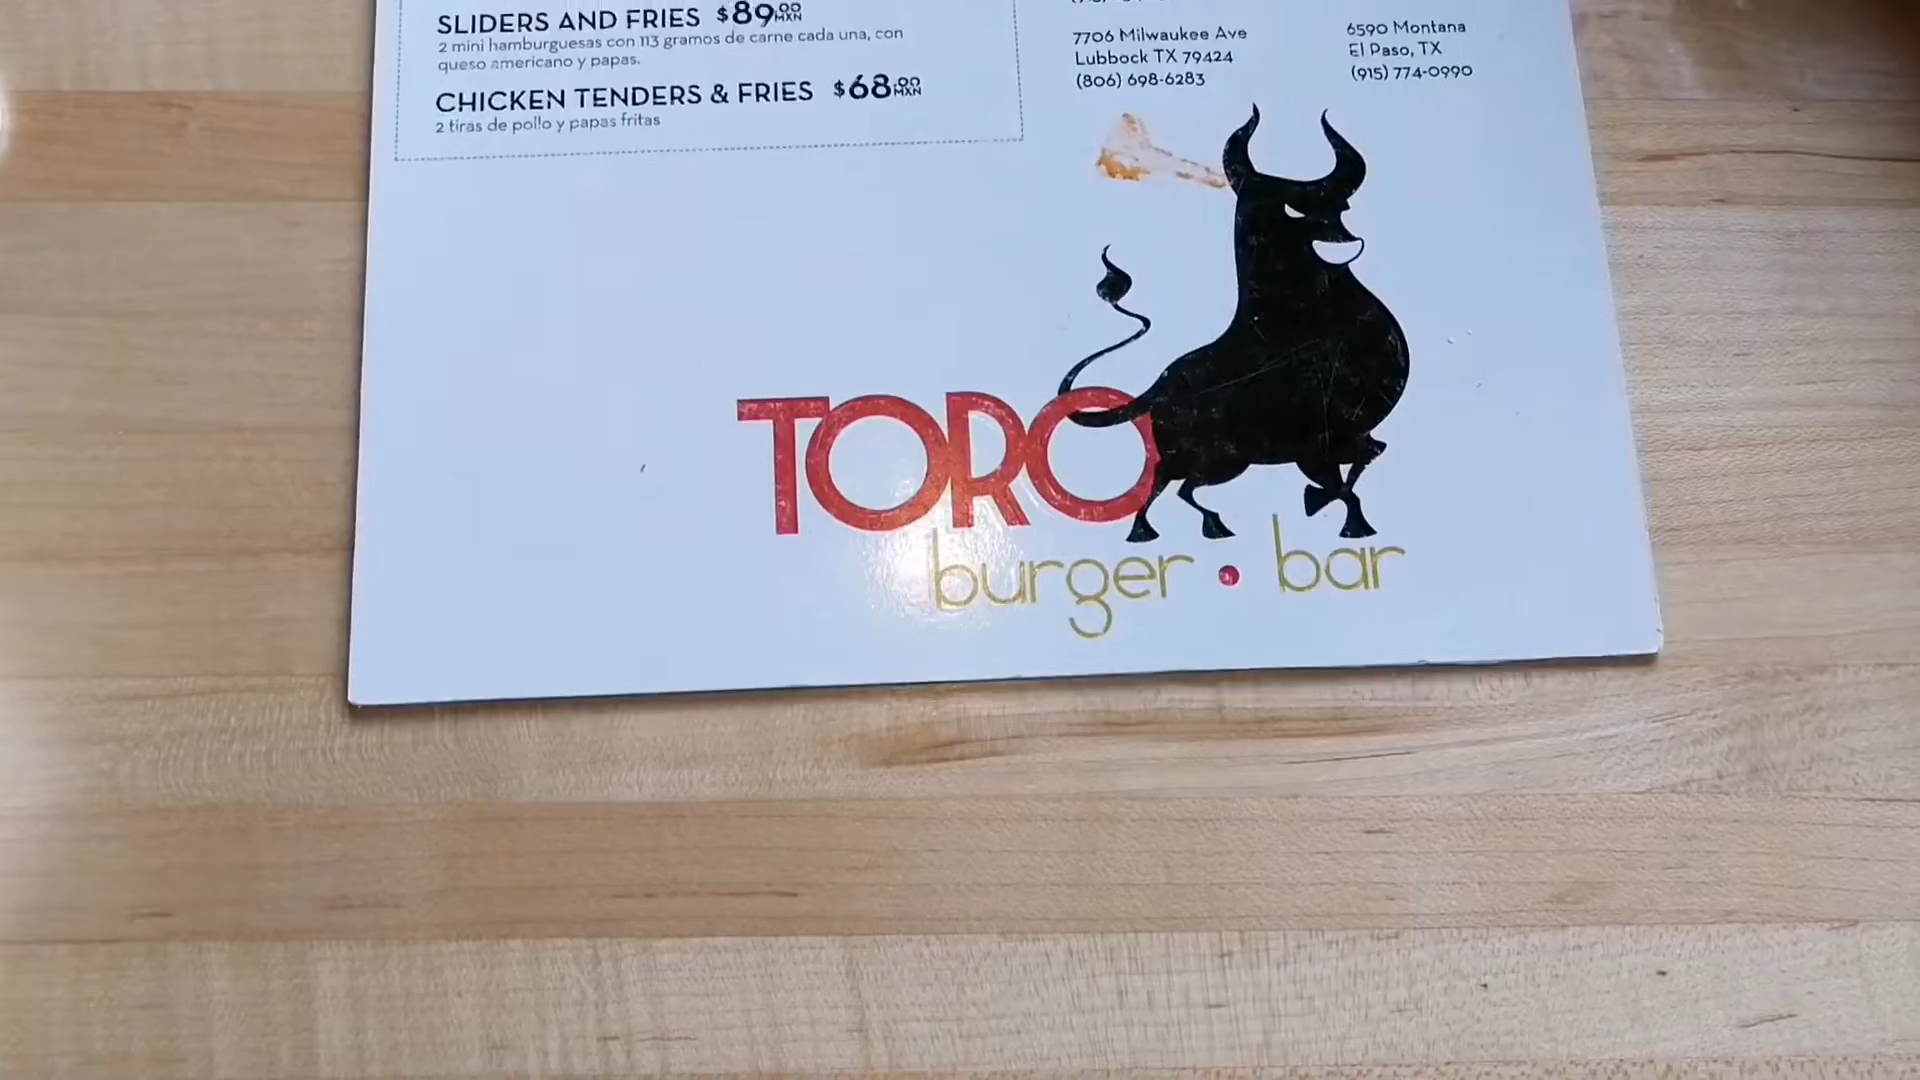 SLIDERS AND FRIES $89.00 MXN
2 mini hamburguesas con 113 gramos de carne cada una, con
queso americano y papas.
CHICKEN TENDERS & FRIES $68.00 MXN
2 tiras de pollo y papas fritas
7706 Milwaukee Ave
Lubbock TX 79424
(806) 698-6283
6590 Montana
El Paso, TX
(915) 774-0990
TORO
burger • bar